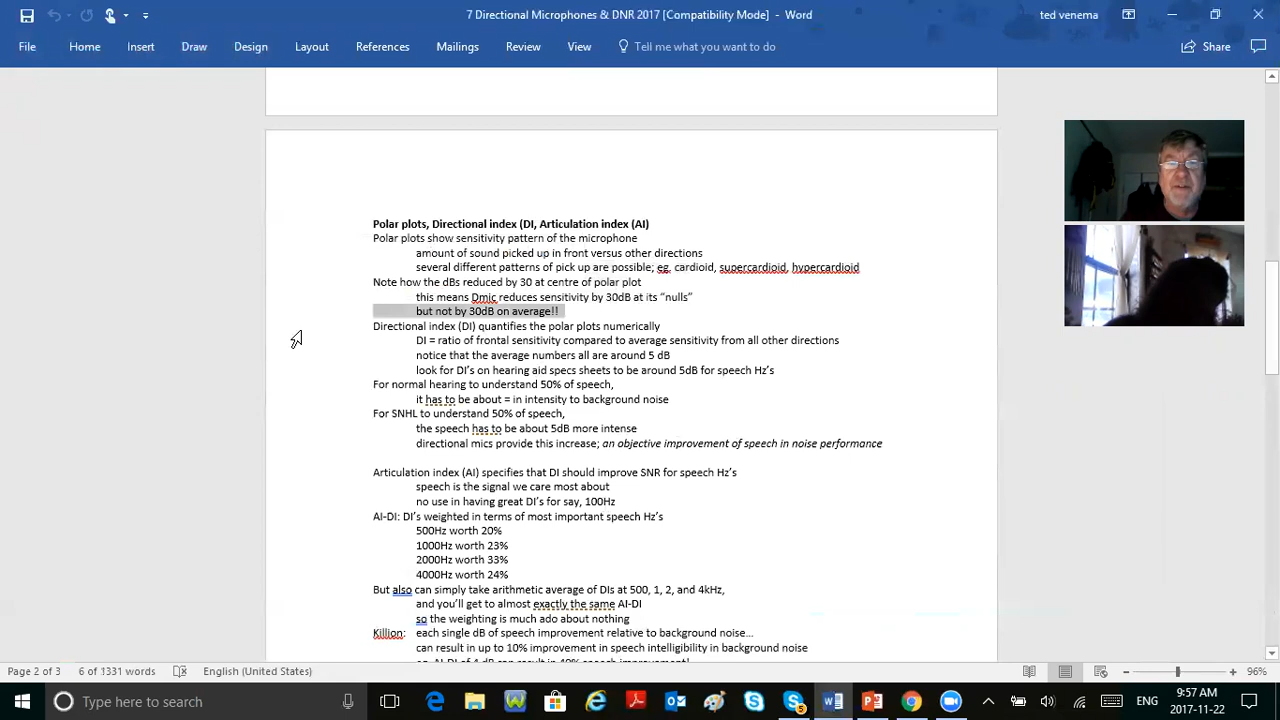 7 Directional Microphones & DNR 2017 [Compatibility Mode] - Word
ted venema
File Home Insert Draw Design Layout References Mailings Review View Tell me what you want to do Share
Polar plots, Directional index (DI, Articulation index (AI)
Polar plots show sensitivity pattern of the microphone
amount of sound picked up in front versus other directions
several different patterns of pick up are possible; eg. cardioid, supercardioid, hypercardioid
Note how the dBs reduced by 30 at centre of polar plot
this means Dmic reduces sensitivity by 30dB at its “nulls”
but not by 30dB on average!!
Directional index (DI) quantifies the polar plots numerically
DI = ratio of frontal sensitivity compared to average sensitivity from all other directions
notice that the average numbers all are around 5 dB
look for DI’s on hearing aid specs sheets to be around 5dB for speech Hz’s
For normal hearing to understand 50% of speech,
it has to be about = in intensity to background noise
For SNHL to understand 50% of speech,
the speech has to be about 5dB more intense
directional mics provide this increase; an objective improvement of speech in noise performance
Articulation index (AI) specifies that DI should improve SNR for speech Hz’s
speech is the signal we care most about
no use in having great DI’s for say, 100Hz
AI-DI: DI’s weighted in terms of most important speech Hz’s
500Hz worth 20%
1000Hz worth 23%
2000Hz worth 33%
4000Hz worth 24%
But also can simply take arithmetic average of DIs at 500, 1, 2, and 4kHz,
and you’ll get to almost exactly the same AI-DI
so the weighting is much ado about nothing
Killion: each single dB of speech improvement relative to background noise…
can result in up to 10% improvement in speech intelligibility in background noise
eg. AI-DI of 4 dB can result in 40% speech improvement!
Page 2 of 3 6 of 1331 words English (United States) 96%
Type here to search
5
ENG
9:57 AM
2017-11-22